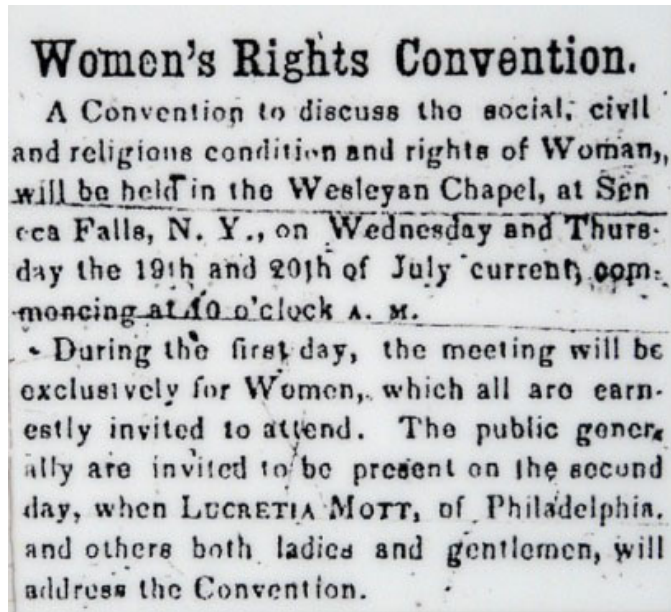 Women's Rights Convention.
A Convention to discuss the social, civil
and religious condition and rights of Woman,
will be held in the Wesleyan Chapel, at Sen
eca Falls, N. Y., on Wednesday and Thurs-
day the 19th and 20th of July current, com-
mencing at 10 o'clock A. M.
During the first day, the meeting will be
exclusively for Women, which all are earn-
estly invited to attend. The public gener-
ally are invited to be present on the second
day, when LUCRETIA MOTT, of Philadelphia,
and others both ladies and gentlemen, will
address the Convention.